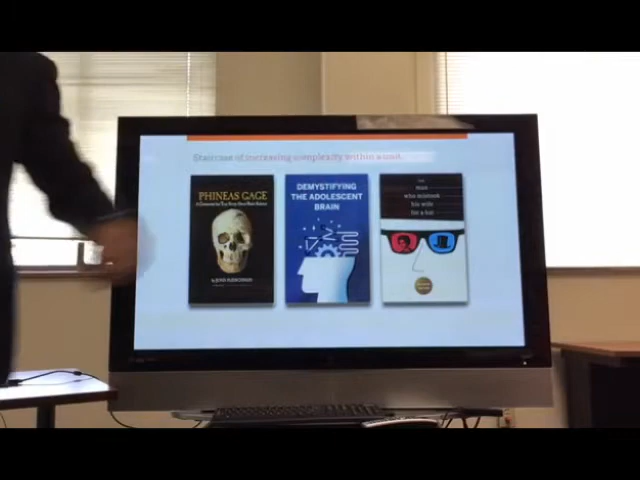 Staircase of increasing complexity within a unit.
PHINEAS GAGE
DEMYSTIFYING
THE ADOLESCENT
BRAIN
man
who mistook
his wife
for a hat